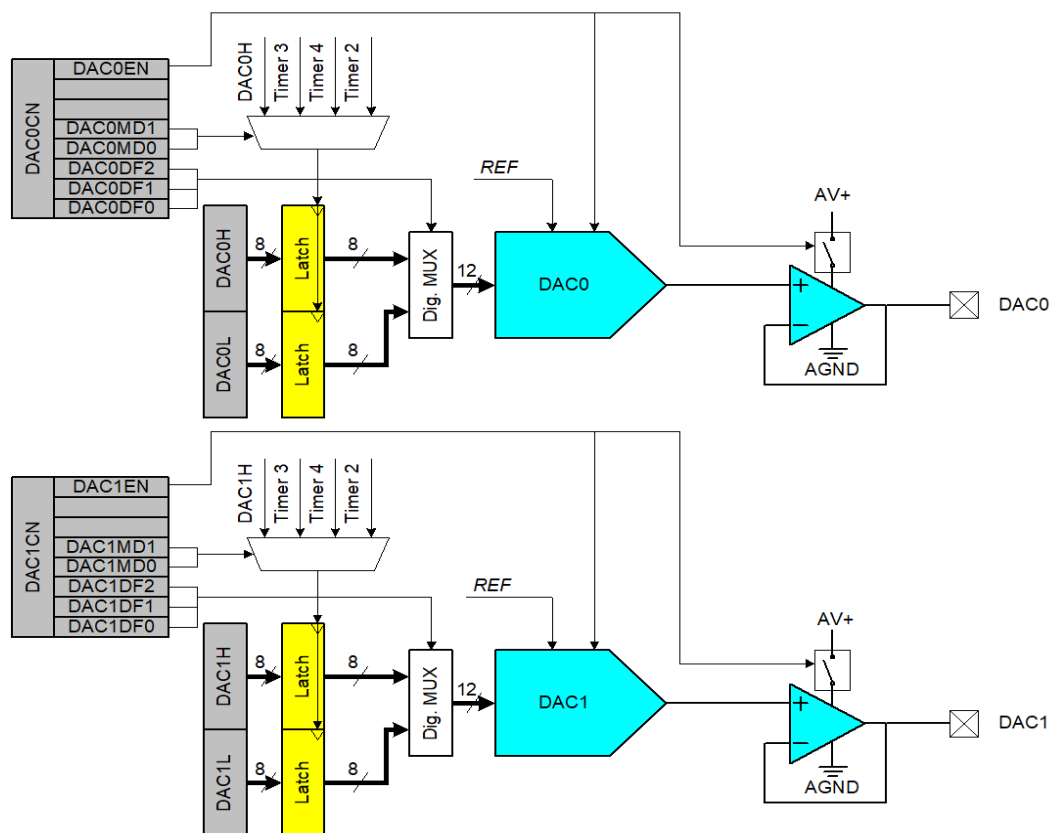 DAC0CN
DAC0EN
DAC0MD1
DAC0MD0
DAC0DF2
DAC0DF1
DAC0DF0
DAC0H
Timer 3
Timer 4
Timer 2
REF
AV+
DAC0H
8
Latch
8
Dig. MUX
12
DAC0
+
−
DAC0
DAC0L
8
Latch
8
AGND
DAC1CN
DAC1EN
DAC1MD1
DAC1MD0
DAC1DF2
DAC1DF1
DAC1DF0
DAC1H
Timer 3
Timer 4
Timer 2
REF
AV+
DAC1H
8
Latch
8
Dig. MUX
12
DAC1
+
−
DAC1
DAC1L
8
Latch
8
AGND